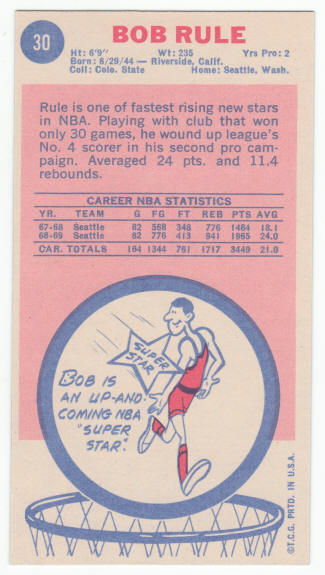 30
BOB RULE
Ht: 6'9" Wt: 235 Yrs Pro: 2
Born: 6/29/44 — Riverside, Calif.
Coll: Colo. State Home: Seattle, Wash.
Rule is one of fastest rising new stars
in NBA. Playing with club that won
only 30 games, he wound up league's
No. 4 scorer in his second pro cam-
paign. Averaged 24 pts. and 11.4
rebounds.
CAREER NBA STATISTICS
YR. TEAM G FG FT REB PTS AVG
67-68 Seattle 82 568 348 776 1484 18.1
68-69 Seattle 82 776 413 941 1965 24.0
CAR. TOTALS 164 1344 761 1717 3449 21.0
SUPER
STAR
BOB IS
AN UP-AND-
COMING NBA
"SUPER
STAR".
©T.C.G. PRTD. IN U.S.A.